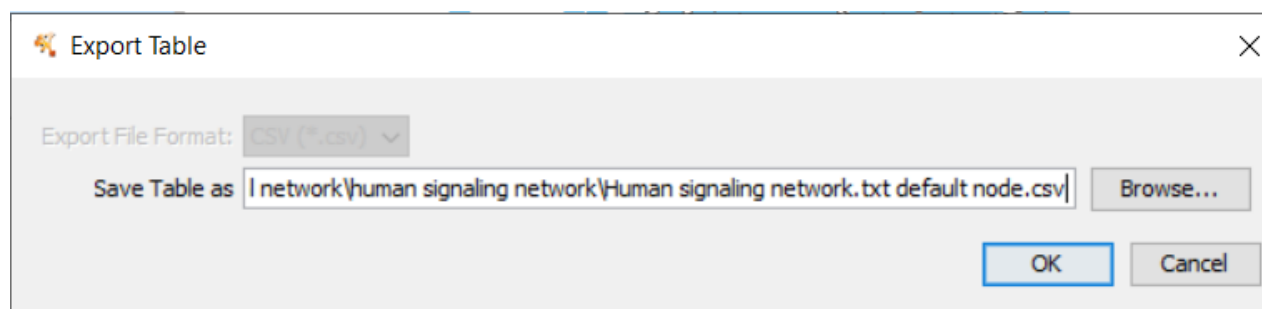 Export Table
Export File Format: CSV (*.csv)
Save Table as l network\human signaling network\Human signaling network.txt default node.csv Browse...
OK Cancel